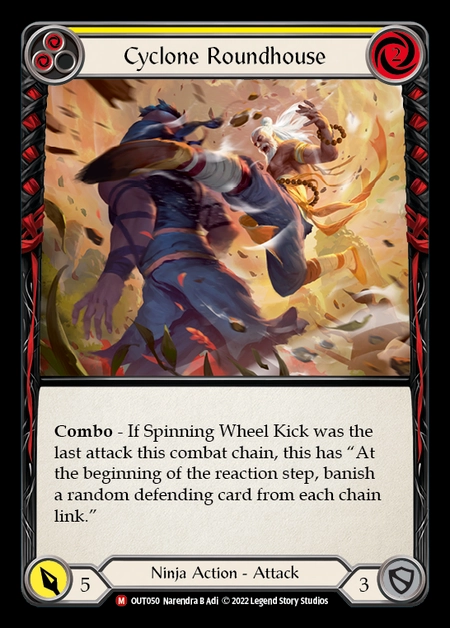 Cyclone Roundhouse
2
Combo - If Spinning Wheel Kick was the
last attack this combat chain, this has “At
the beginning of the reaction step, banish
a random defending card from each chain
link.”
5
Ninja Action - Attack
3
M OUT050 Narendra B Adi © 2022 Legend Story Studios